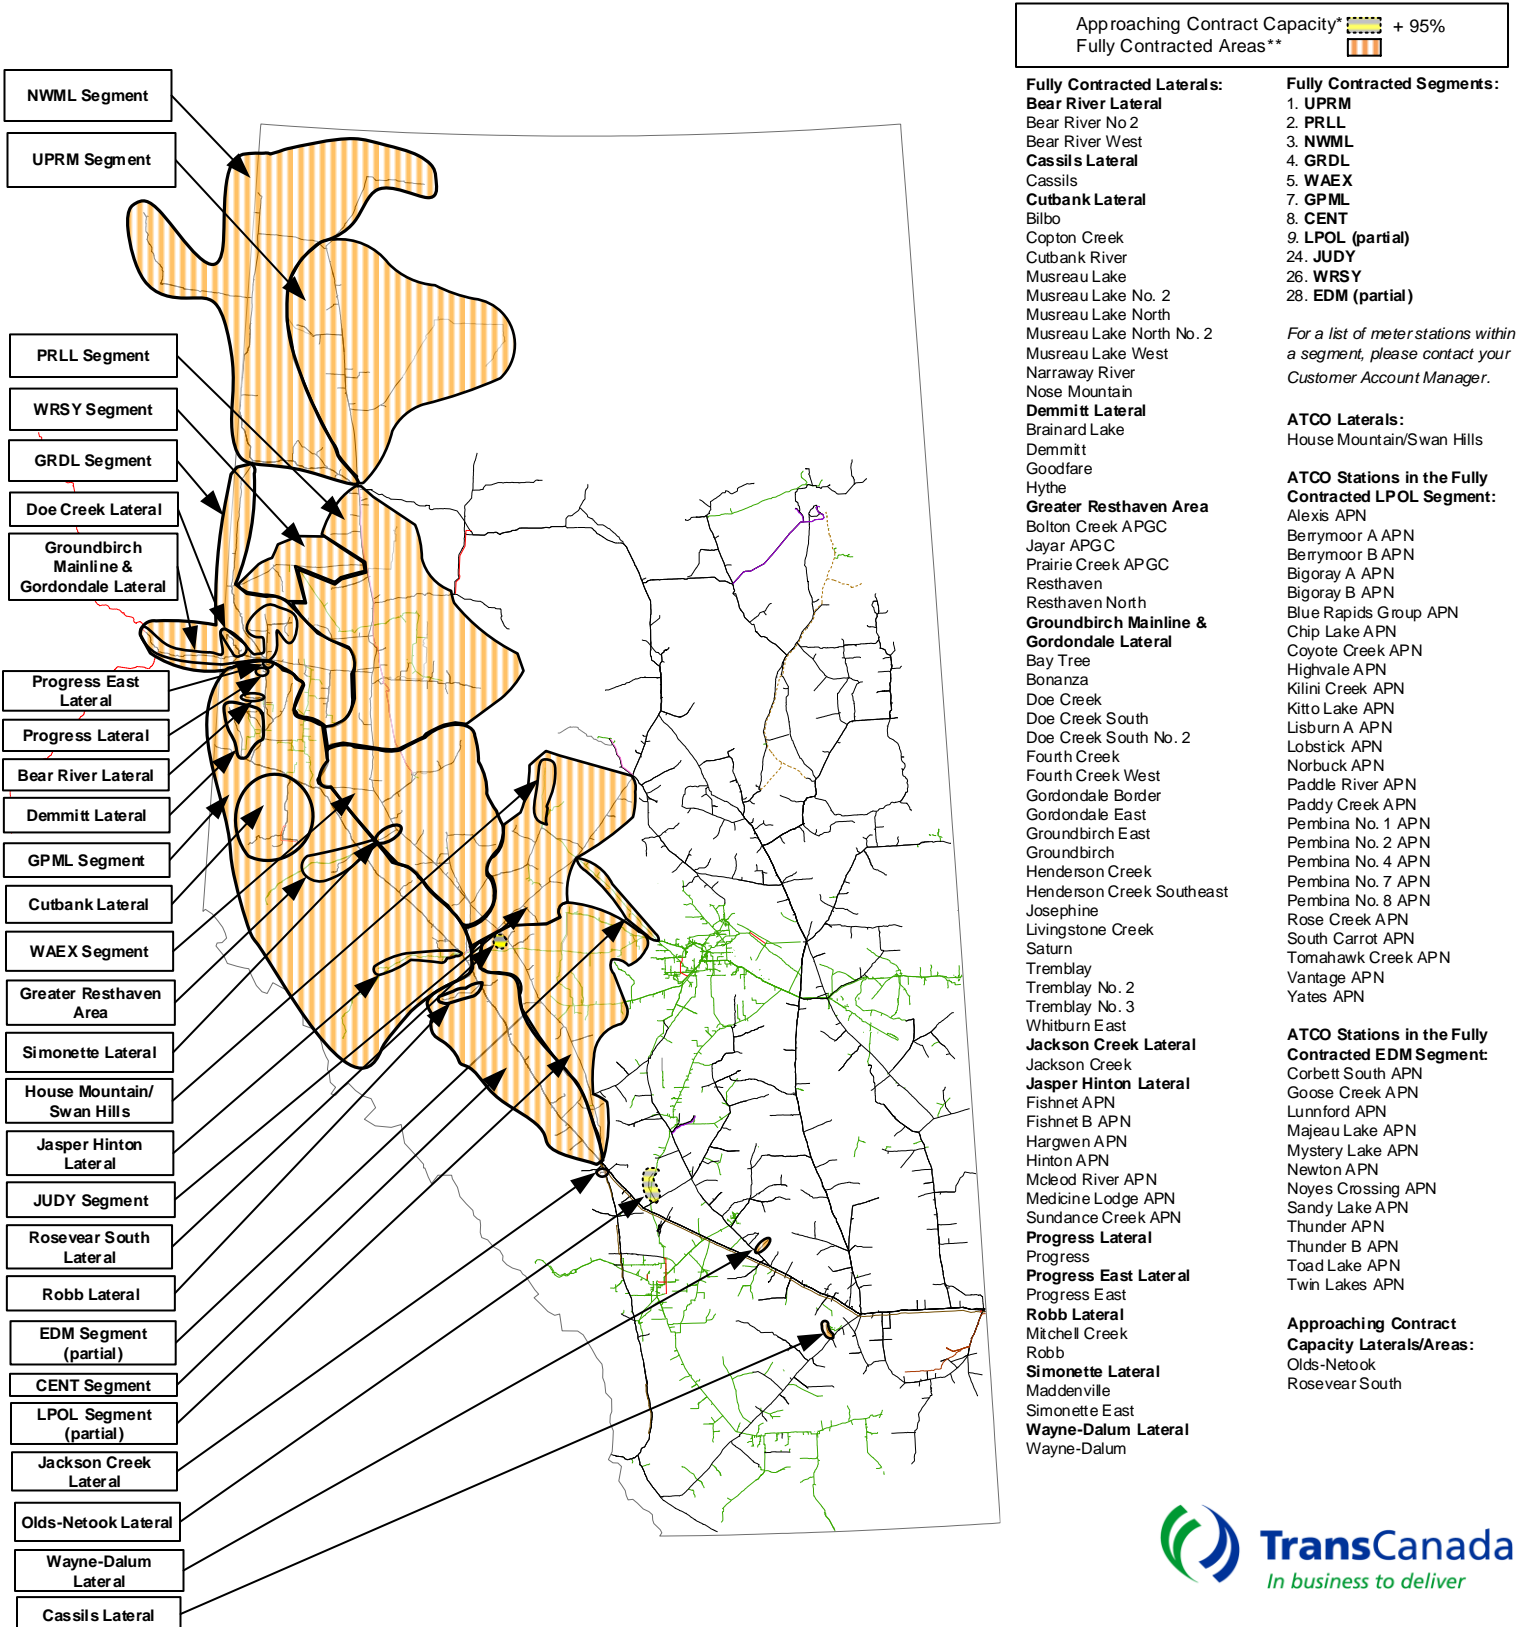 Approaching Contract Capacity* + 95%
Fully Contracted Areas**
NWML Segment
UPRM Segment
PRLL Segment
WRSY Segment
GRDL Segment
Doe Creek Lateral
Groundbirch
Mainline &
Gordondale Lateral
Progress East
Lateral
Progress Lateral
Bear River Lateral
Demmitt Lateral
GPML Segment
Cutbank Lateral
WAEX Segment
Greater Resthaven
Area
Simonette Lateral
House Mountain/
Swan Hills
Jasper Hinton
Lateral
JUDY Segment
Rosevear South
Lateral
Robb Lateral
EDM Segment
(partial)
CENT Segment
LPOL Segment
(partial)
Jackson Creek
Lateral
Olds-Netook Lateral
Wayne-Dalum
Lateral
Cassils Lateral
Fully Contracted Laterals:
Bear River Lateral
Bear River No 2
Bear River West
Cassils Lateral
Cassils
Cutbank Lateral
Bilbo
Copton Creek
Cutbank River
Musreau Lake
Musreau Lake No. 2
Musreau Lake North
Musreau Lake North No. 2
Musreau Lake West
Narraway River
Nose Mountain
Demmitt Lateral
Brainard Lake
Demmitt
Goodfare
Hythe
Greater Resthaven Area
Bolton Creek APGC
Jayar APGC
Prairie Creek APGC
Resthaven
Resthaven North
Groundbirch Mainline &
Gordondale Lateral
Bay Tree
Bonanza
Doe Creek
Doe Creek South
Doe Creek South No. 2
Fourth Creek
Fourth Creek West
Gordondale Border
Gordondale East
Groundbirch East
Groundbirch
Henderson Creek
Henderson Creek Southeast
Josephine
Livingstone Creek
Saturn
Tremblay
Tremblay No. 2
Tremblay No. 3
Whitburn East
Jackson Creek Lateral
Jackson Creek
Jasper Hinton Lateral
Fishnet APN
Fishnet B APN
Hargwen APN
Hinton APN
Mcleod River APN
Medicine Lodge APN
Sundance Creek APN
Progress Lateral
Progress
Progress East Lateral
Progress East
Robb Lateral
Mitchell Creek
Robb
Simonette Lateral
Maddenville
Simonette East
Wayne-Dalum Lateral
Wayne-Dalum
Fully Contracted Segments:
1. UPRM
2. PRLL
3. NWML
4. GRDL
5. WAEX
7. GPML
8. CENT
9. LPOL (partial)
24. JUDY
26. WRSY
28. EDM (partial)
For a list of meter stations within
a segment, please contact your
Customer Account Manager.
ATCO Laterals:
House Mountain/Swan Hills
ATCO Stations in the Fully
Contracted LPOL Segment:
Alexis APN
Berrymoor A APN
Berrymoor B APN
Bigoray A APN
Bigoray B APN
Blue Rapids Group APN
Chip Lake APN
Coyote Creek APN
Highvale APN
Kilini Creek APN
Kitto Lake APN
Lisburn A APN
Lobstick APN
Norbuck APN
Paddle River APN
Paddy Creek APN
Pembina No. 1 APN
Pembina No. 2 APN
Pembina No. 4 APN
Pembina No. 7 APN
Pembina No. 8 APN
Rose Creek APN
South Carrot APN
Tomahawk Creek APN
Vantage APN
Yates APN
ATCO Stations in the Fully
Contracted EDM Segment:
Corbett South APN
Goose Creek APN
Lunnford APN
Majeau Lake APN
Mystery Lake APN
Newton APN
Noyes Crossing APN
Sandy Lake APN
Thunder APN
Thunder B APN
Toad Lake APN
Twin Lakes APN
Approaching Contract
Capacity Laterals/Areas:
Olds-Netook
Rosevear South
TransCanada
In business to deliver